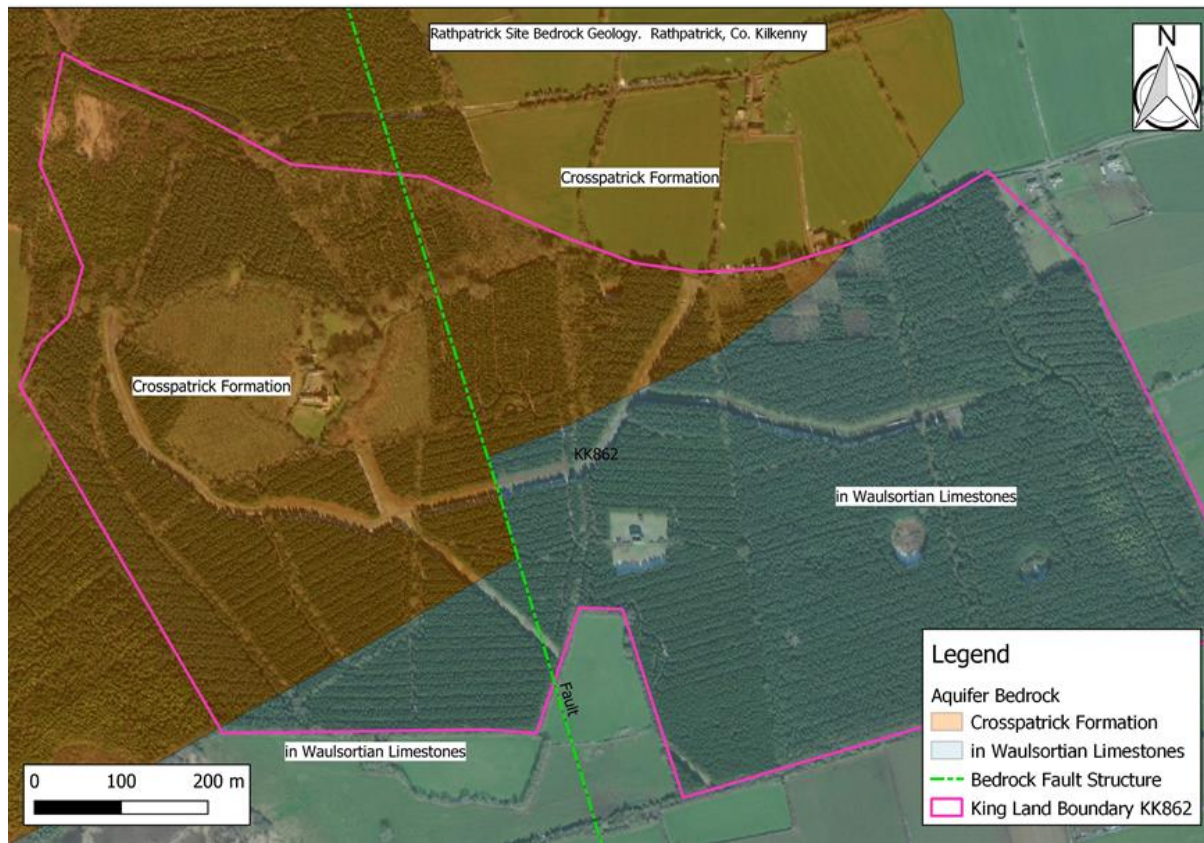 Rathpatrick Site Bedrock Geology. Rathpatrick, Co. Kilkenny
N
Crosspatrick Formation
Crosspatrick Formation
KK862
in Waulsortian Limestones
Fault
in Waulsortian Limestones
0 100 200 m
Legend
Aquifer Bedrock
Crosspatrick Formation
in Waulsortian Limestones
Bedrock Fault Structure
King Land Boundary KK862